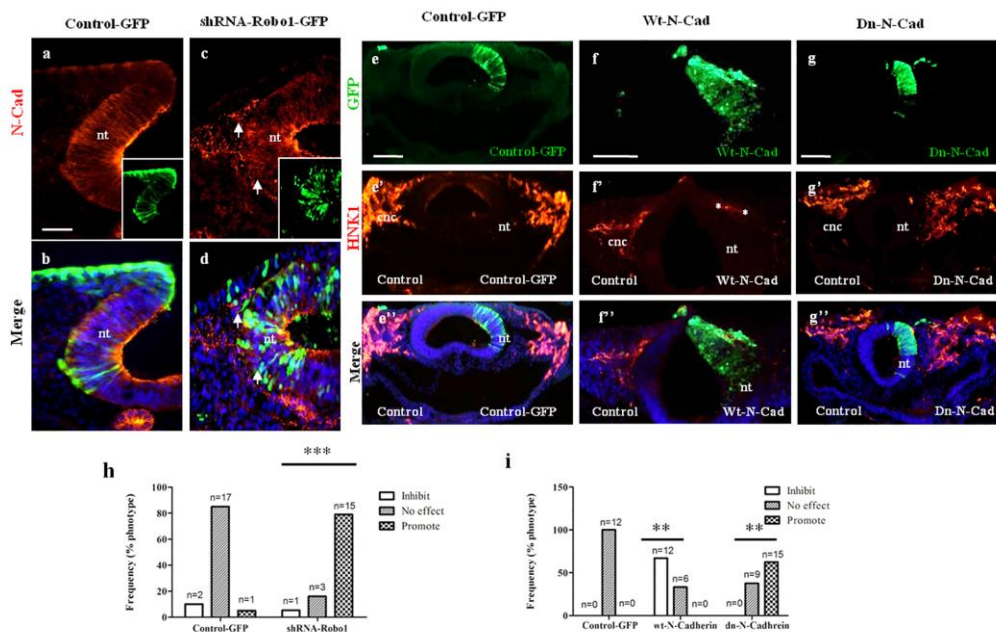 Control-GFP
shRNA-Robo1-GFP
Control-GFP
Wt-N-Cad
Dn-N-Cad
N-Cad
a
nt
c
nt
Merge
b
nt
d
nt
GFP
e
Control-GFP
f
Wt-N-Cad
g
Dn-N-Cad
HNK1
e'
cnc
nt
Control
Control-GFP
f'
*
*
cnc
nt
Control
Wt-N-Cad
g'
cnc
nt
Control
Dn-N-Cad
Merge
e''
nt
Control
Control-GFP
f''
nt
Control
Wt-N-Cad
g''
nt
Control
Dn-N-Cad
h
Frequency (% phnotype)
100
80
60
40
20
0
n=2
n=17
n=1
n=1
n=3
n=15
***
Control-GFP
shRNA-Robo1
Inhibit
No effect
Promote
i
Frequency (% phnotype)
150
100
50
0
n=0
n=12
n=0
n=12
n=6
n=0
n=0
n=9
n=15
**
**
Control-GFP
wt-N-Cadherin
dn-N-Cadhrein
Inhibit
No effect
Promote